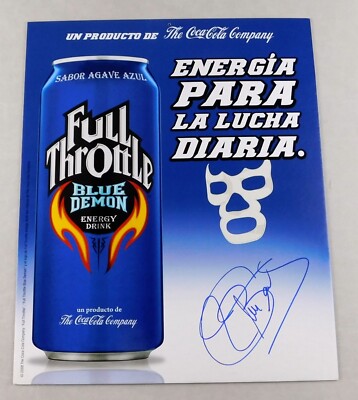 UN PRODUCTO DE The Coca-Cola Company
SABOR AGAVE AZUL
Full
Throttle
BLUE
DEMON
ENERGY
DRINK
un producto de
The Coca-Cola Company
ENERGÍA
PARA
LA LUCHA
DIARIA.